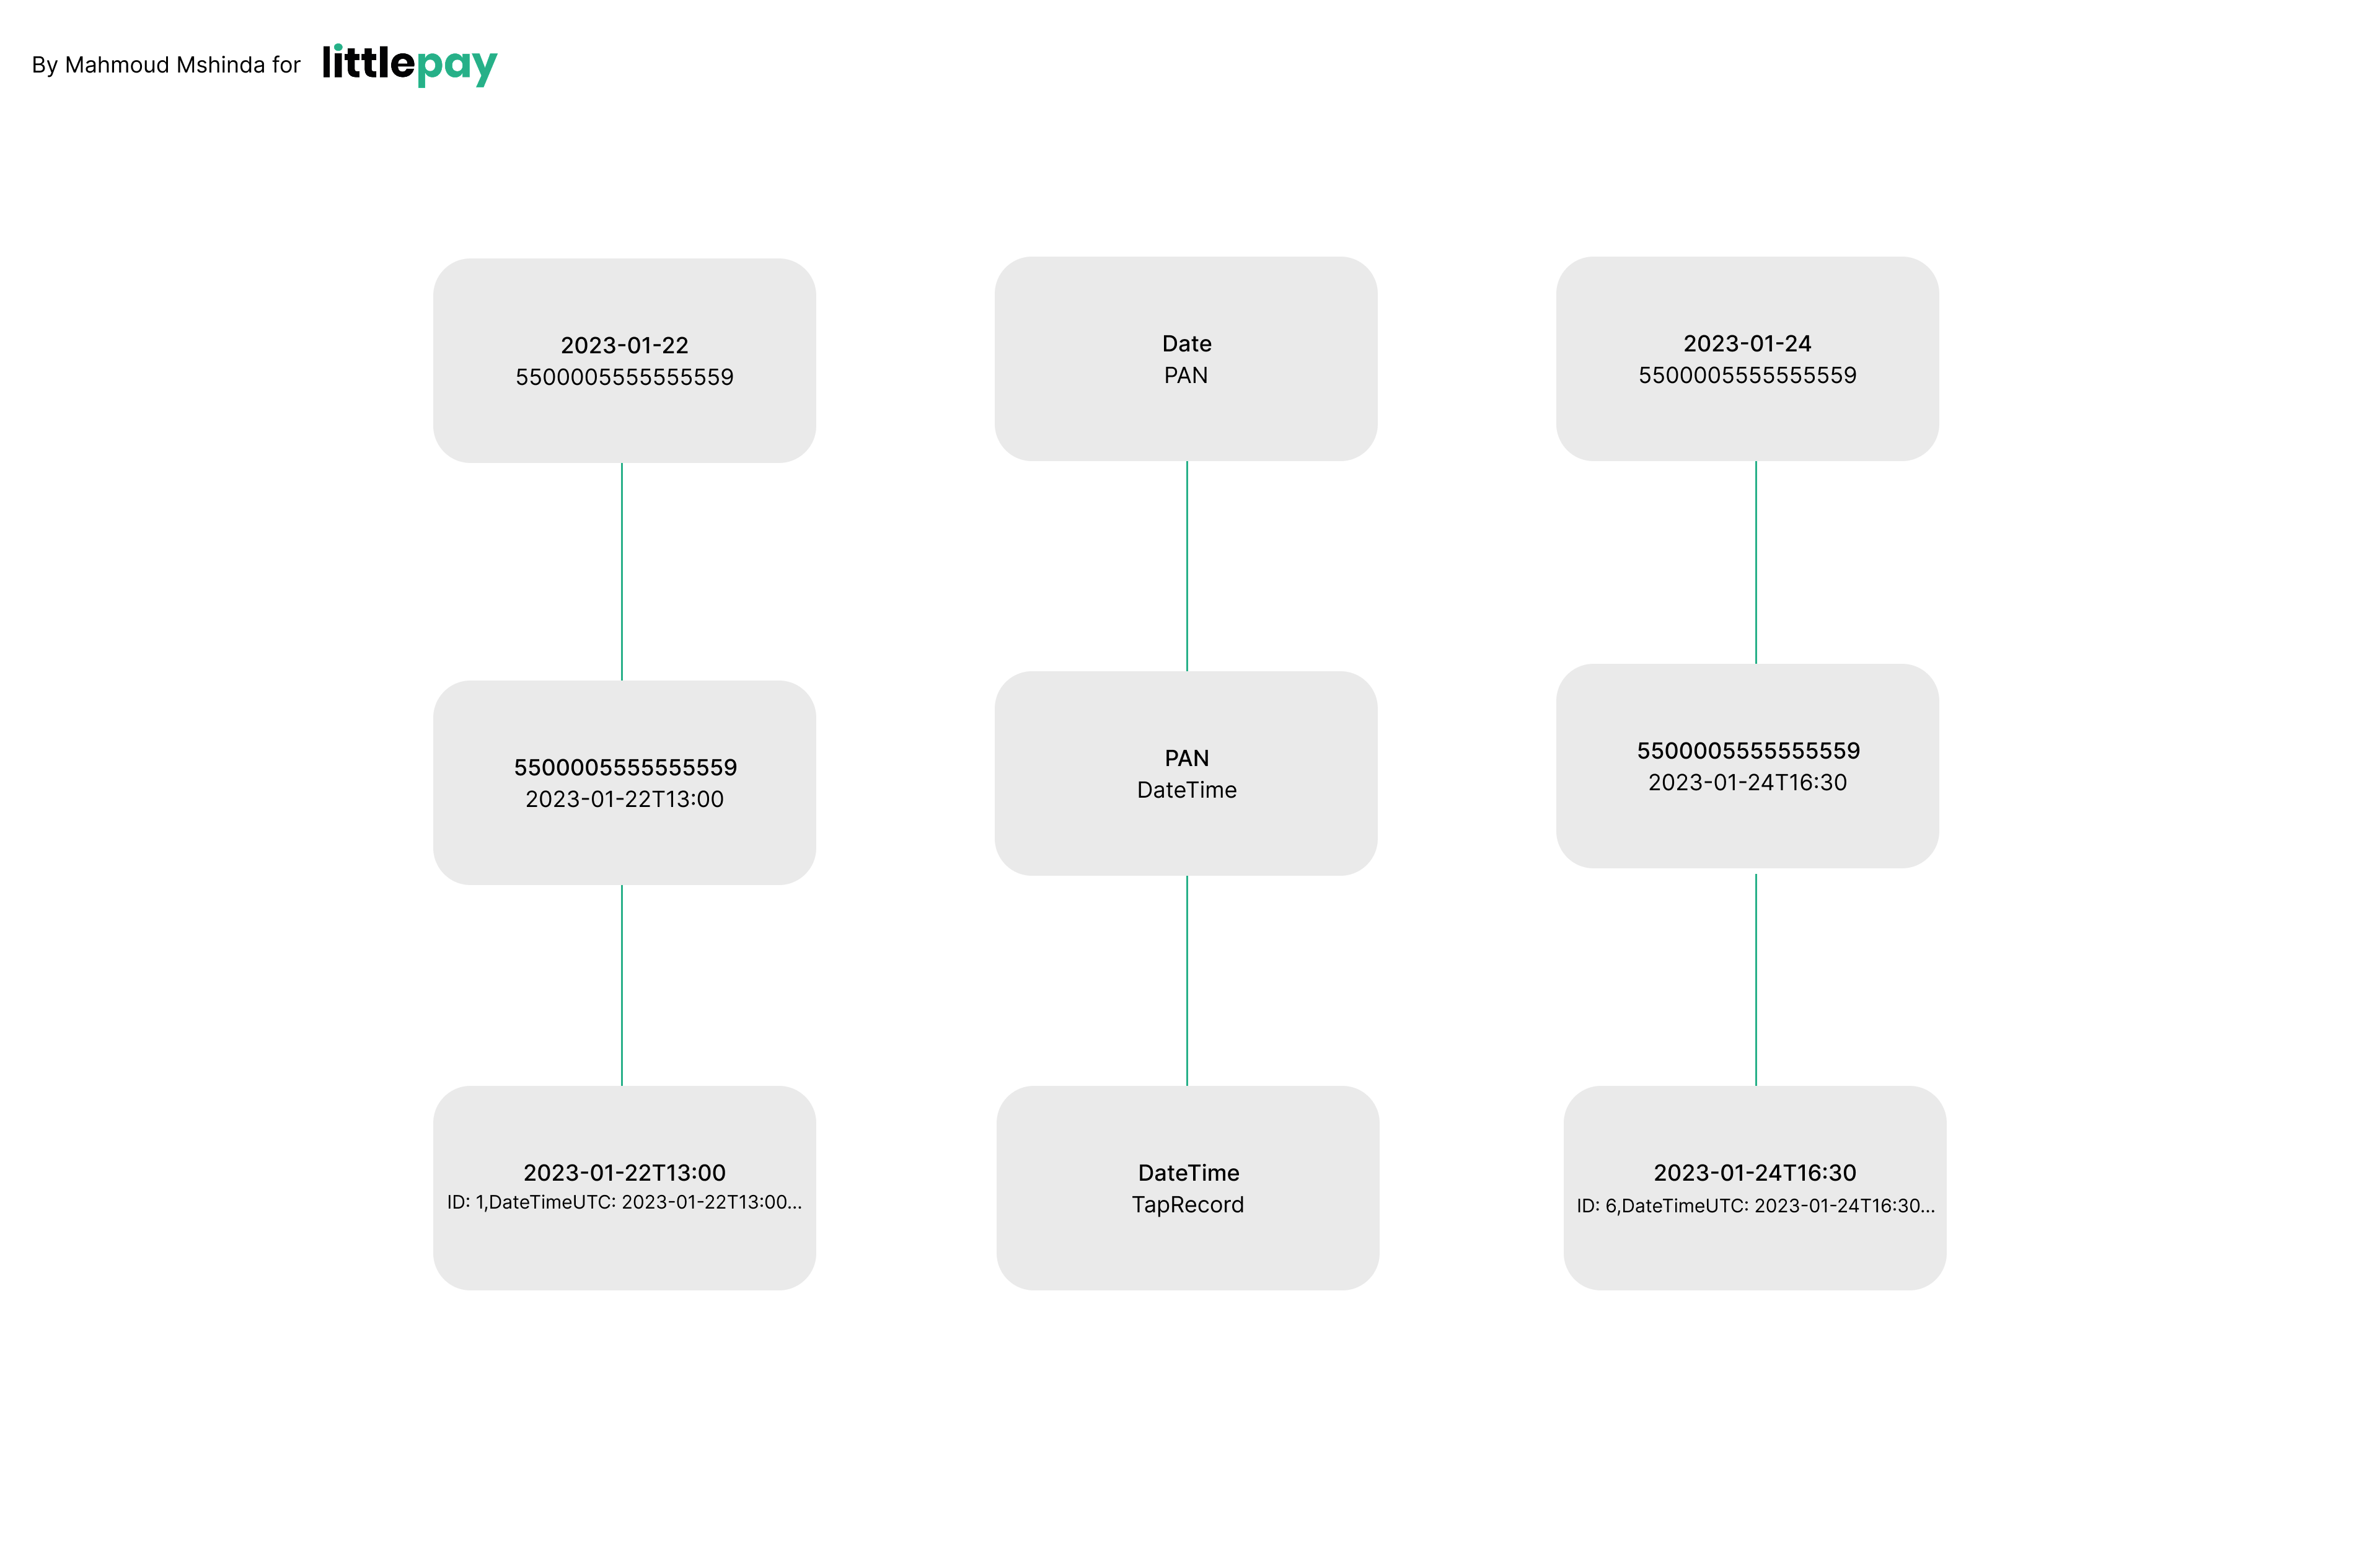 By Mahmoud Mshinda for littlepay
2023-01-22
5500005555555559
Date
PAN
2023-01-24
5500005555555559
5500005555555559
2023-01-22T13:00
PAN
DateTime
5500005555555559
2023-01-24T16:30
2023-01-22T13:00
ID: 1,DateTimeUTC: 2023-01-22T13:00...
DateTime
TapRecord
2023-01-24T16:30
ID: 6,DateTimeUTC: 2023-01-24T16:30...